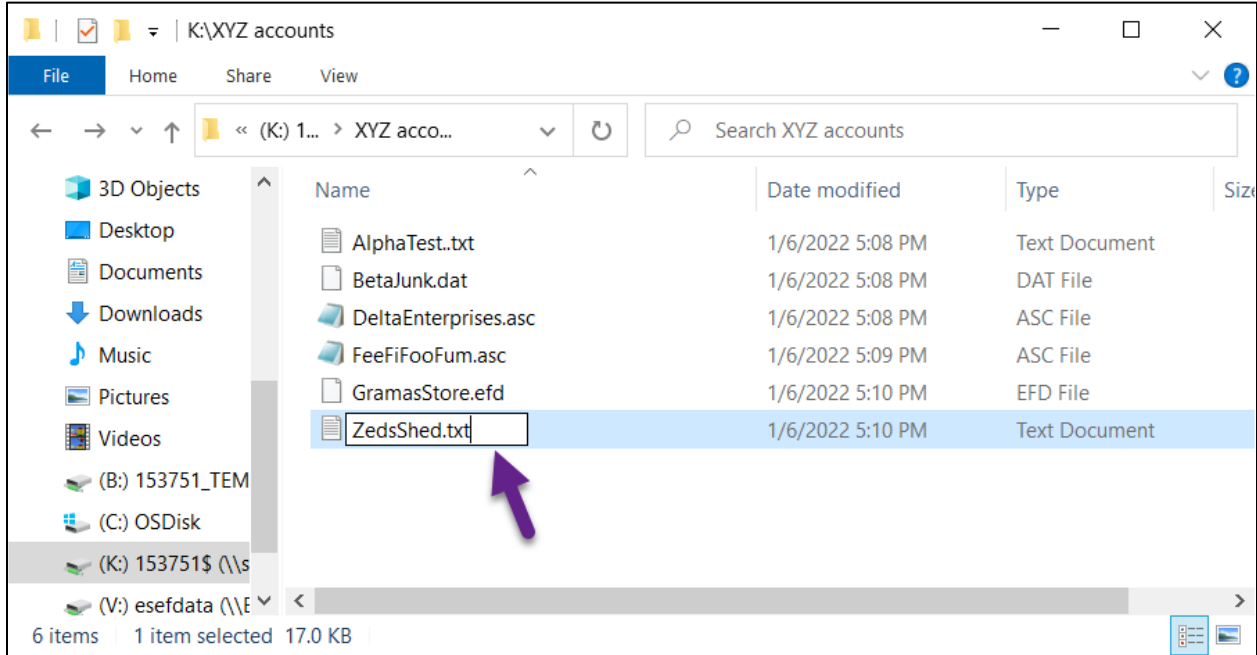 K:\XYZ accounts
File Home Share View
« (K:) 1... > XYZ acco... Search XYZ accounts
3D Objects
Desktop
Documents
Downloads
Music
Pictures
Videos
(B:) 153751_TEM
(C:) OSDisk
(K:) 153751$ (\\s
(V:) esefdata (\\E
Name Date modified Type Size
AlphaTest..txt 1/6/2022 5:08 PM Text Document
BetaJunk.dat 1/6/2022 5:08 PM DAT File
DeltaEnterprises.asc 1/6/2022 5:08 PM ASC File
FeeFiFooFum.asc 1/6/2022 5:09 PM ASC File
GramasStore.efd 1/6/2022 5:10 PM EFD File
ZedsShed.txt 1/6/2022 5:10 PM Text Document
6 items 1 item selected 17.0 KB